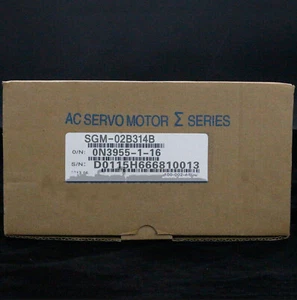 AC SERVO MOTOR Σ SERIES
SGM-02B314B
O/N: 0N3955-1-16
S/N: D0115H666810013